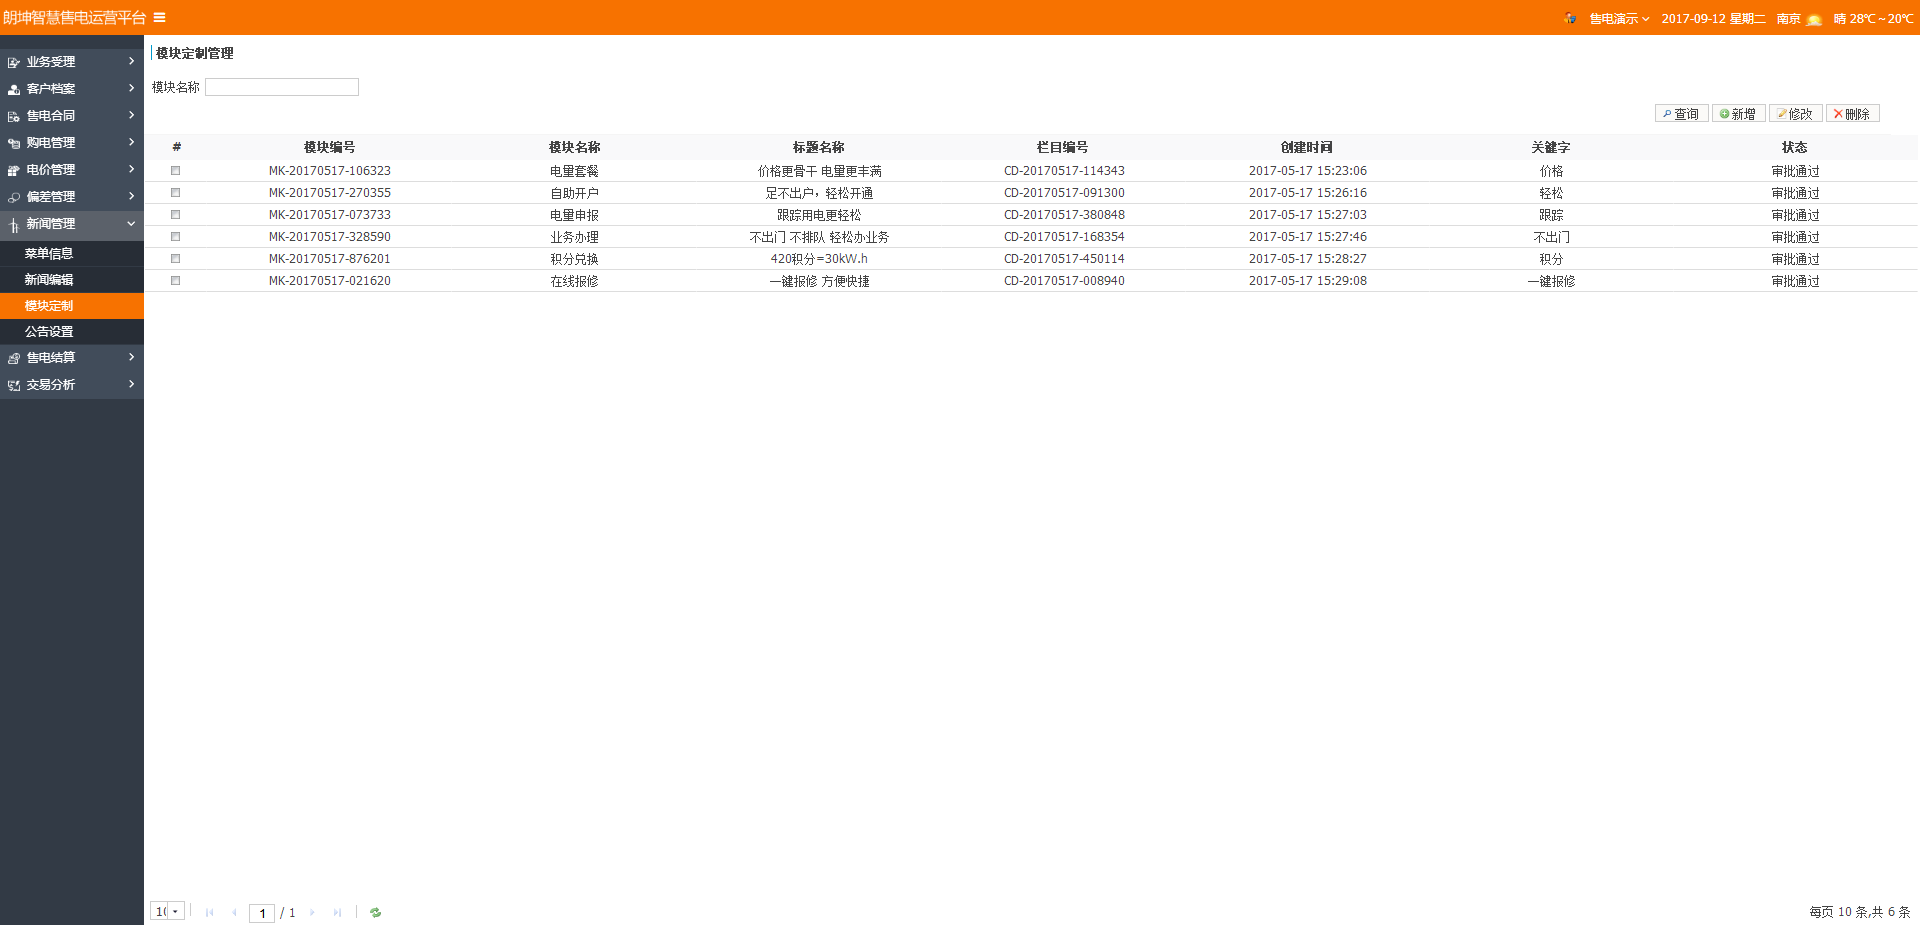 朗坤智慧售电运营平台
售电演示 2017-09-12 星期二 南京 晴 28℃~20℃
业务受理
客户档案
售电合同
购电管理
电价管理
偏差管理
新闻管理
菜单信息
新闻编辑
模块定制
公告设置
售电结算
交易分析
模块定制管理
模块名称
查询 新增 修改 删除
# 模块编号 模块名称 标题名称 栏目编号 创建时间 关键字 状态
MK-20170517-106323 电量套餐 价格更骨干 电量更丰满 CD-20170517-114343 2017-05-17 15:23:06 价格 审批通过
MK-20170517-270355 自助开户 足不出户，轻松开通 CD-20170517-091300 2017-05-17 15:26:16 轻松 审批通过
MK-20170517-073733 电量申报 跟踪用电更轻松 CD-20170517-380848 2017-05-17 15:27:03 跟踪 审批通过
MK-20170517-328590 业务办理 不出门 不排队 轻松办业务 CD-20170517-168354 2017-05-17 15:27:46 不出门 审批通过
MK-20170517-876201 积分兑换 420积分=30kW.h CD-20170517-450114 2017-05-17 15:28:27 积分 审批通过
MK-20170517-021620 在线报修 一键报修 方便快捷 CD-20170517-008940 2017-05-17 15:29:08 一键报修 审批通过
10 1 / 1 每页 10 条,共 6 条